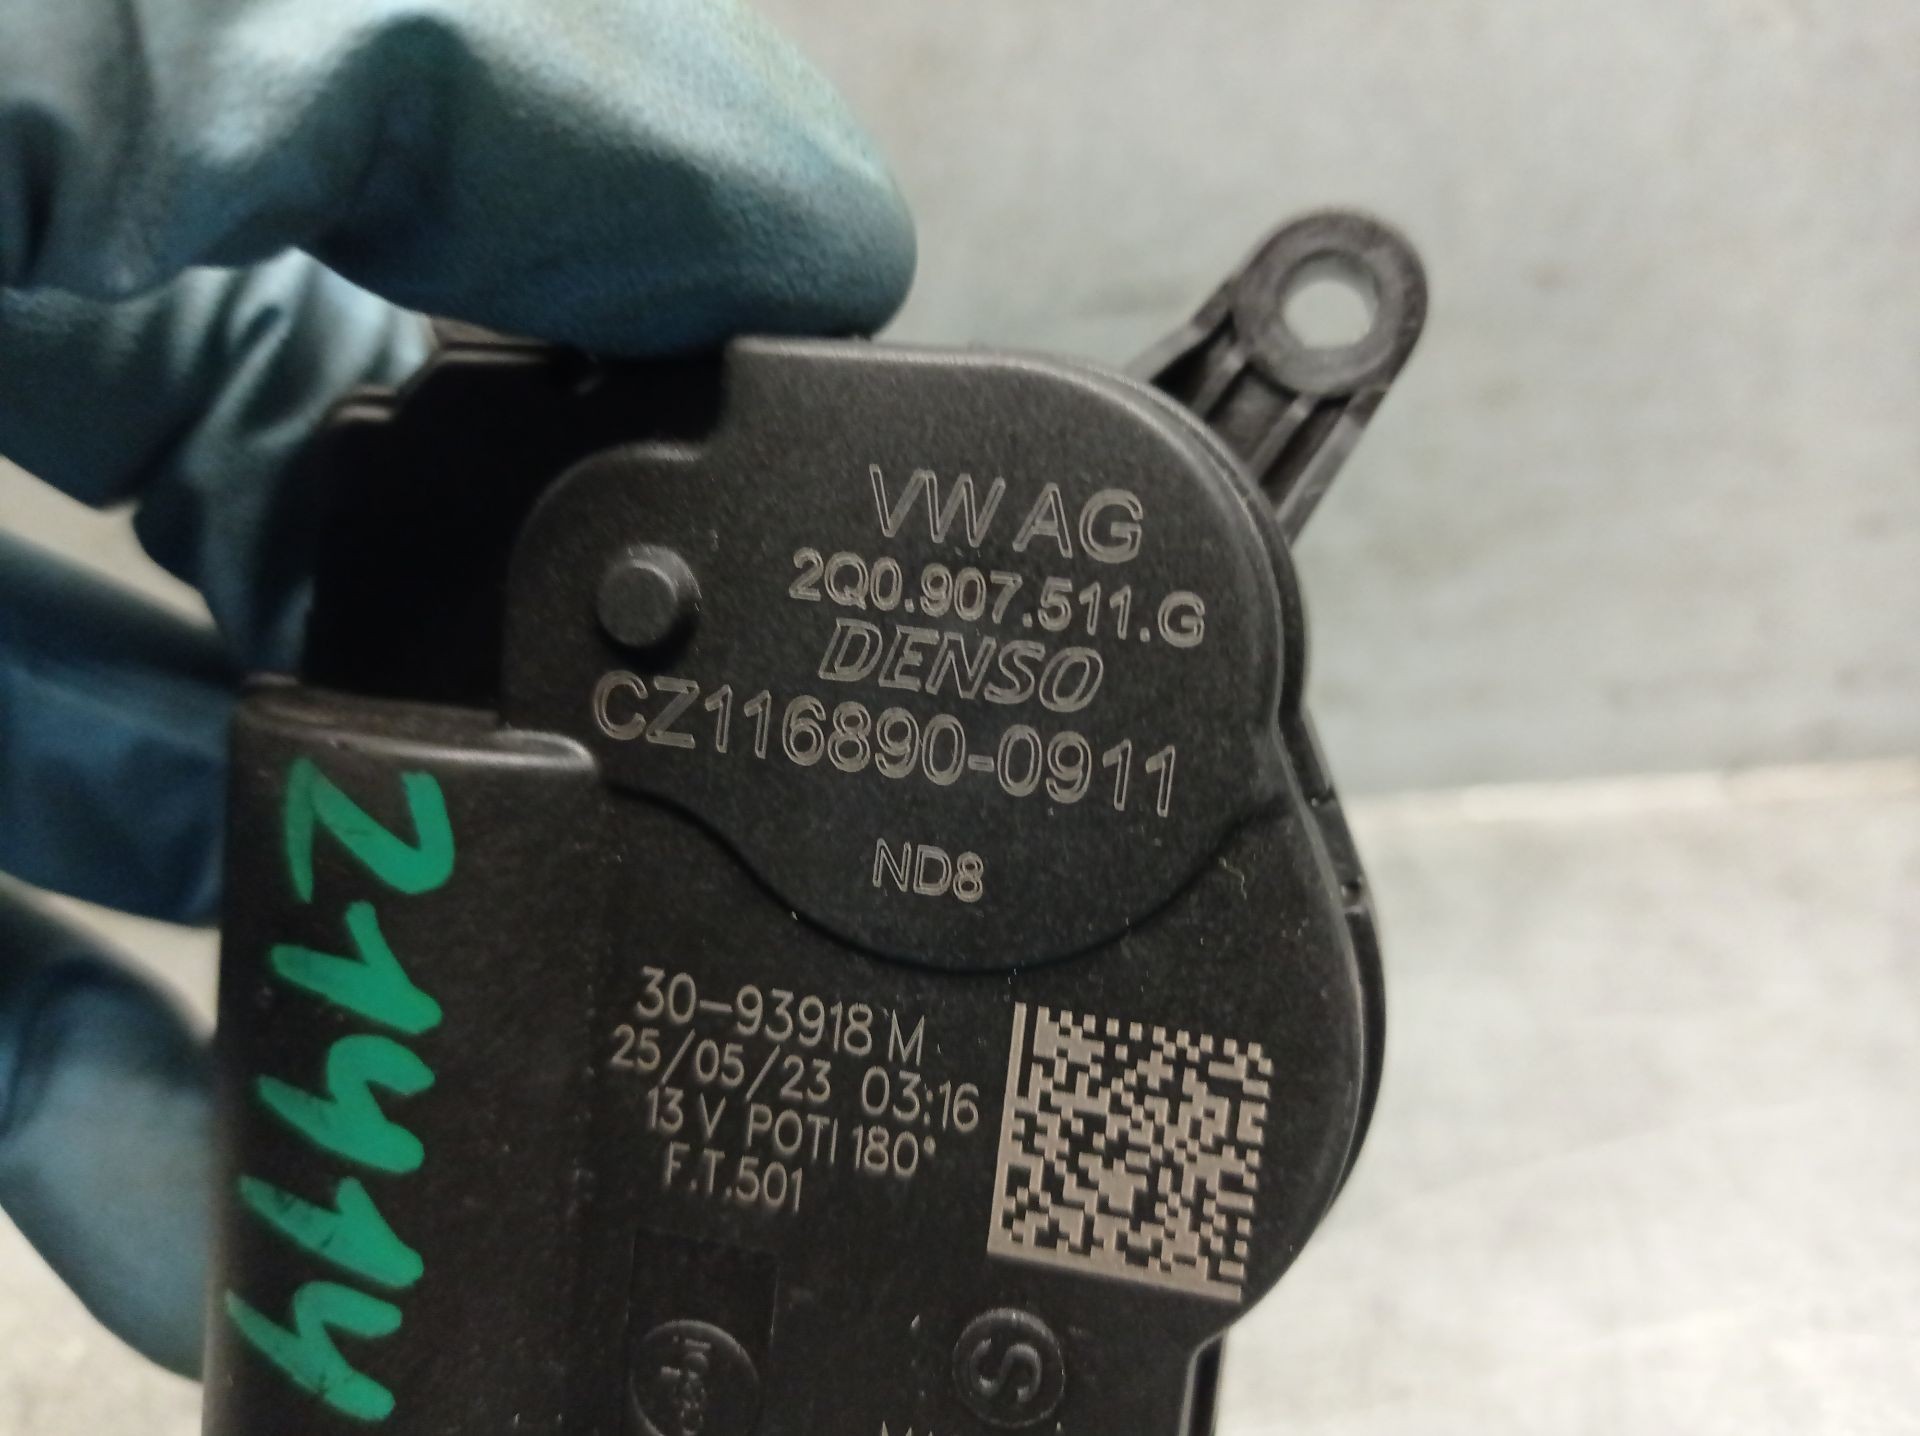 VW AG
2Q0.907.511.G
DENSO
CZ116890-0911
ND8
30-93918 M
25/05/23 03:16
13 V POTI 180°
F.T.501
21414
S